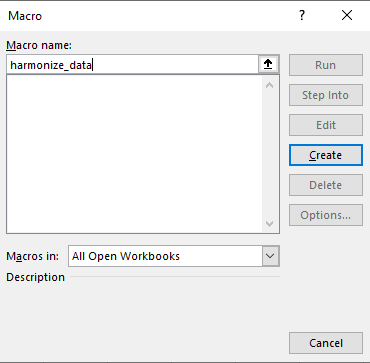 Macro
?
Macro name:
harmonize_data
Run
Step Into
Edit
Create
Delete
Options...
Macros in:
All Open Workbooks
Description
Cancel